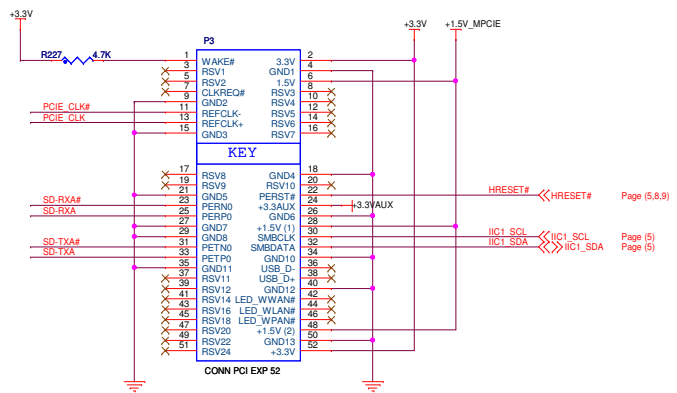 +3.3V
+3.3V
+1.5V_MPCIE
P3
R227 4.7K
1 WAKE# 3.3V 2
3 RSV1 GND1 4
5 RSV2 1.5V 6
7 CLKREQ# RSV3 8
9 GND2 RSV4 10
PCIE_CLK# 11 REFCLK- RSV5 12
PCIE_CLK 13 REFCLK+ RSV6 14
15 GND3 RSV7 16
KEY
17 RSV8 GND4 18
19 RSV9 RSV10 20
21 GND5 PERST# 22 HRESET# HRESET# Page (5,8,9)
SD-RXA# 23 PERN0 +3.3AUX 24 +3.3VAUX
SD-RXA 25 PERP0 GND6 26
27 GND7 +1.5V (1) 28
29 GND8 SMBCLK 30 IIC1_SCL IIC1_SCL Page (5)
SD-TXA# 31 PETN0 SMBDATA 32 IIC1_SDA IIC1_SDA Page (5)
SD-TXA 33 PETP0 GND10 34
35 GND11 USB_D- 36
37 RSV11 USB_D+ 38
39 RSV12 GND12 40
41 RSV14 LED_WWAN# 42
43 RSV16 LED_WLAN# 44
45 RSV18 LED_WPAN# 46
47 RSV20 +1.5V (2) 48
49 RSV22 GND13 50
51 RSV24 +3.3V 52
CONN PCI EXP 52